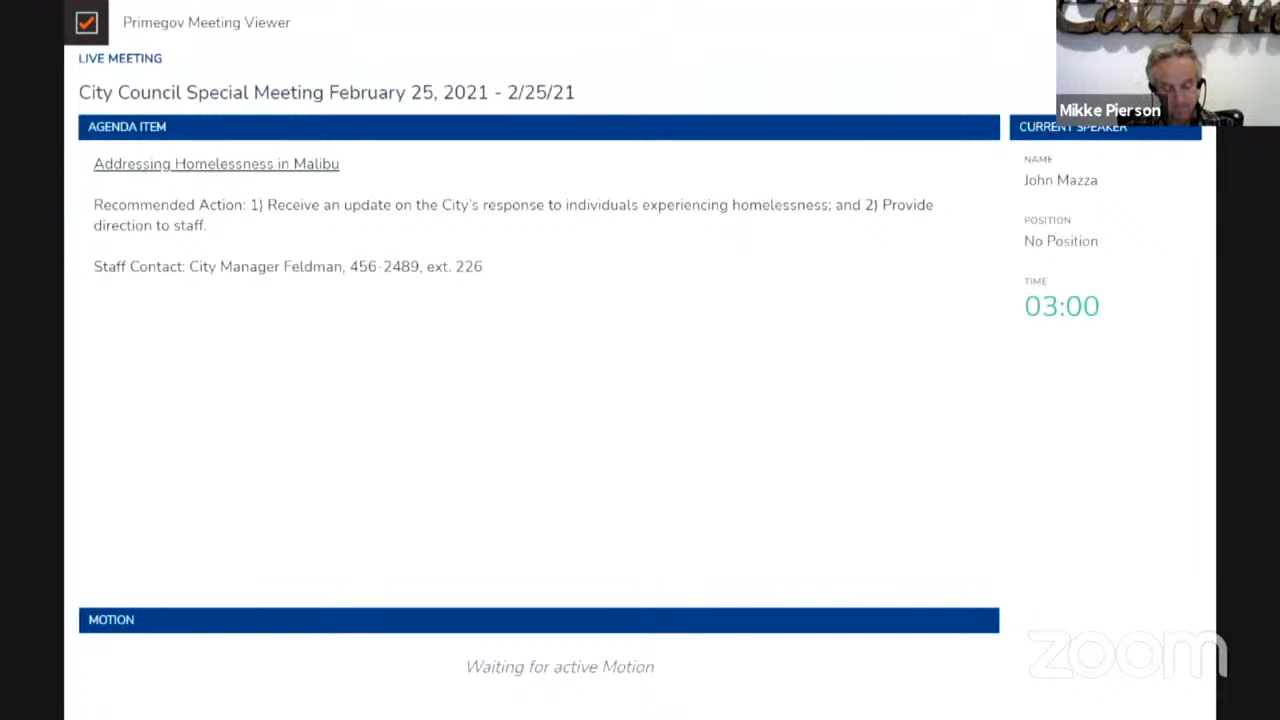 Primegov Meeting Viewer
LIVE MEETING
City Council Special Meeting February 25, 2021 - 2/25/21
AGENDA ITEM
Addressing Homelessness in Malibu
Recommended Action: 1) Receive an update on the City's response to individuals experiencing homelessness; and 2) Provide
direction to staff.
Staff Contact: City Manager Feldman, 456-2489, ext. 226
MOTION
Waiting for active Motion
Californ
Mikke Pierson
CURRENT SPEAKER
NAME
John Mazza
POSITION
No Position
TIME
03:00
zoom